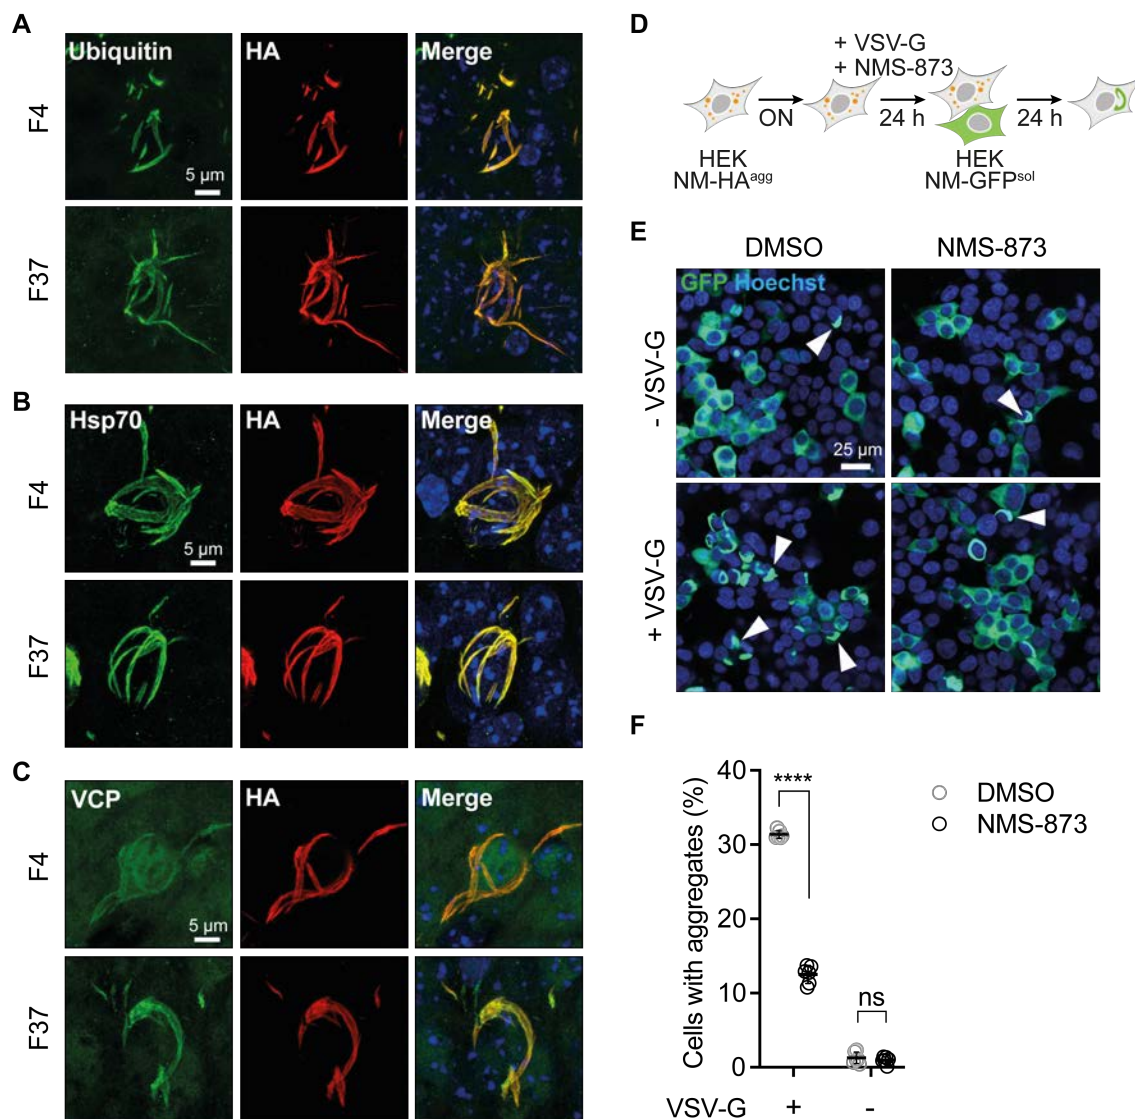 A
Ubiquitin HA Merge
F4
5 µm
F37
B
Hsp70 HA Merge
F4
5 µm
F37
C
VCP HA Merge
F4
5 µm
F37
D
+ VSV-G
+ NMS-873
ON 24 h 24 h
HEK HEK
NM-HAagg NM-GFPsol
E
DMSO NMS-873
GFP Hoechst
- VSV-G
25 µm
+ VSV-G
F
Cells with aggregates (%)
40
30
20
10
0
****
ns
DMSO
NMS-873
VSV-G + -